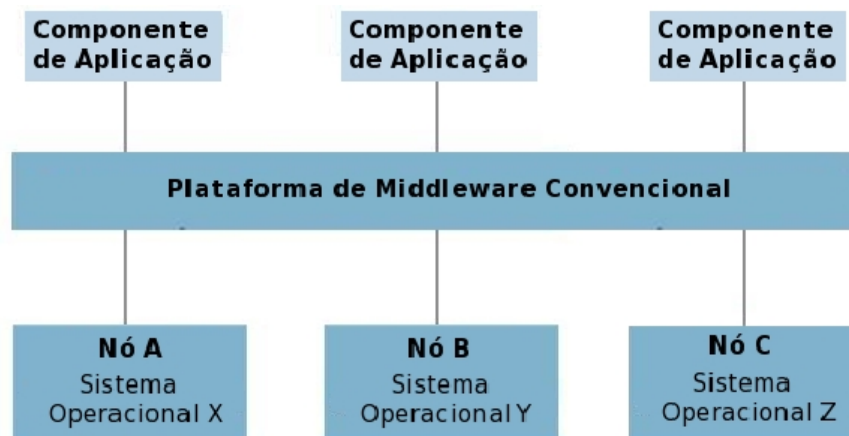 Componente
de Aplicação
Componente
de Aplicação
Componente
de Aplicação
Plataforma de Middleware Convencional
Nó A
Sistema
Operacional X
Nó B
Sistema
Operacional Y
Nó C
Sistema
Operacional Z